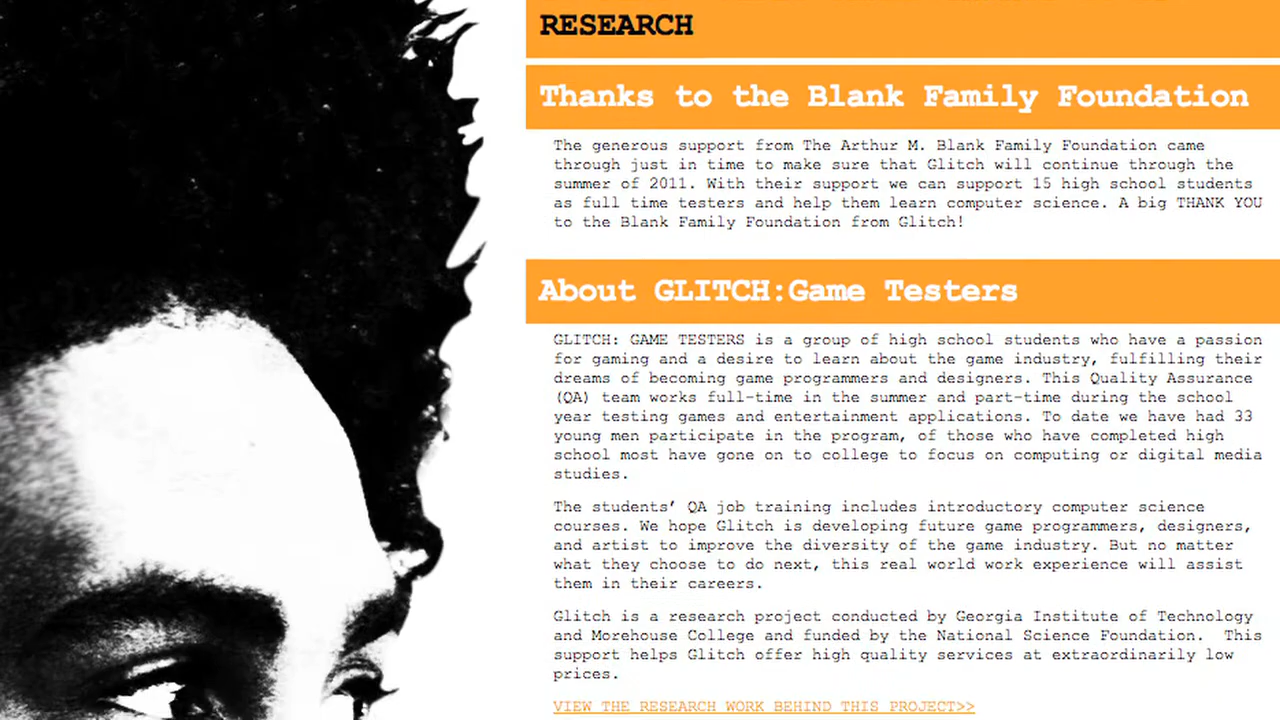 RESEARCH
Thanks to the Blank Family Foundation
The generous support from The Arthur M. Blank Family Foundation came
through just in time to make sure that Glitch will continue through the
summer of 2011. With their support we can support 15 high school students
as full time testers and help them learn computer science. A big THANK YOU
to the Blank Family Foundation from Glitch!
About GLITCH:Game Testers
GLITCH: GAME TESTERS is a group of high school students who have a passion
for gaming and a desire to learn about the game industry, fulfilling their
dreams of becoming game programmers and designers. This Quality Assurance
(QA) team works full-time in the summer and part-time during the school
year testing games and entertainment applications. To date we have had 33
young men participate in the program, of those who have completed high
school most have gone on to college to focus on computing or digital media
studies.
The students’ QA job training includes introductory computer science
courses. We hope Glitch is developing future game programmers, designers,
and artist to improve the diversity of the game industry. But no matter
what they choose to do next, this real world work experience will assist
them in their careers.
Glitch is a research project conducted by Georgia Institute of Technology
and Morehouse College and funded by the National Science Foundation.  This
support helps Glitch offer high quality services at extraordinarily low
prices.
VIEW THE RESEARCH WORK BEHIND THIS PROJECT>>